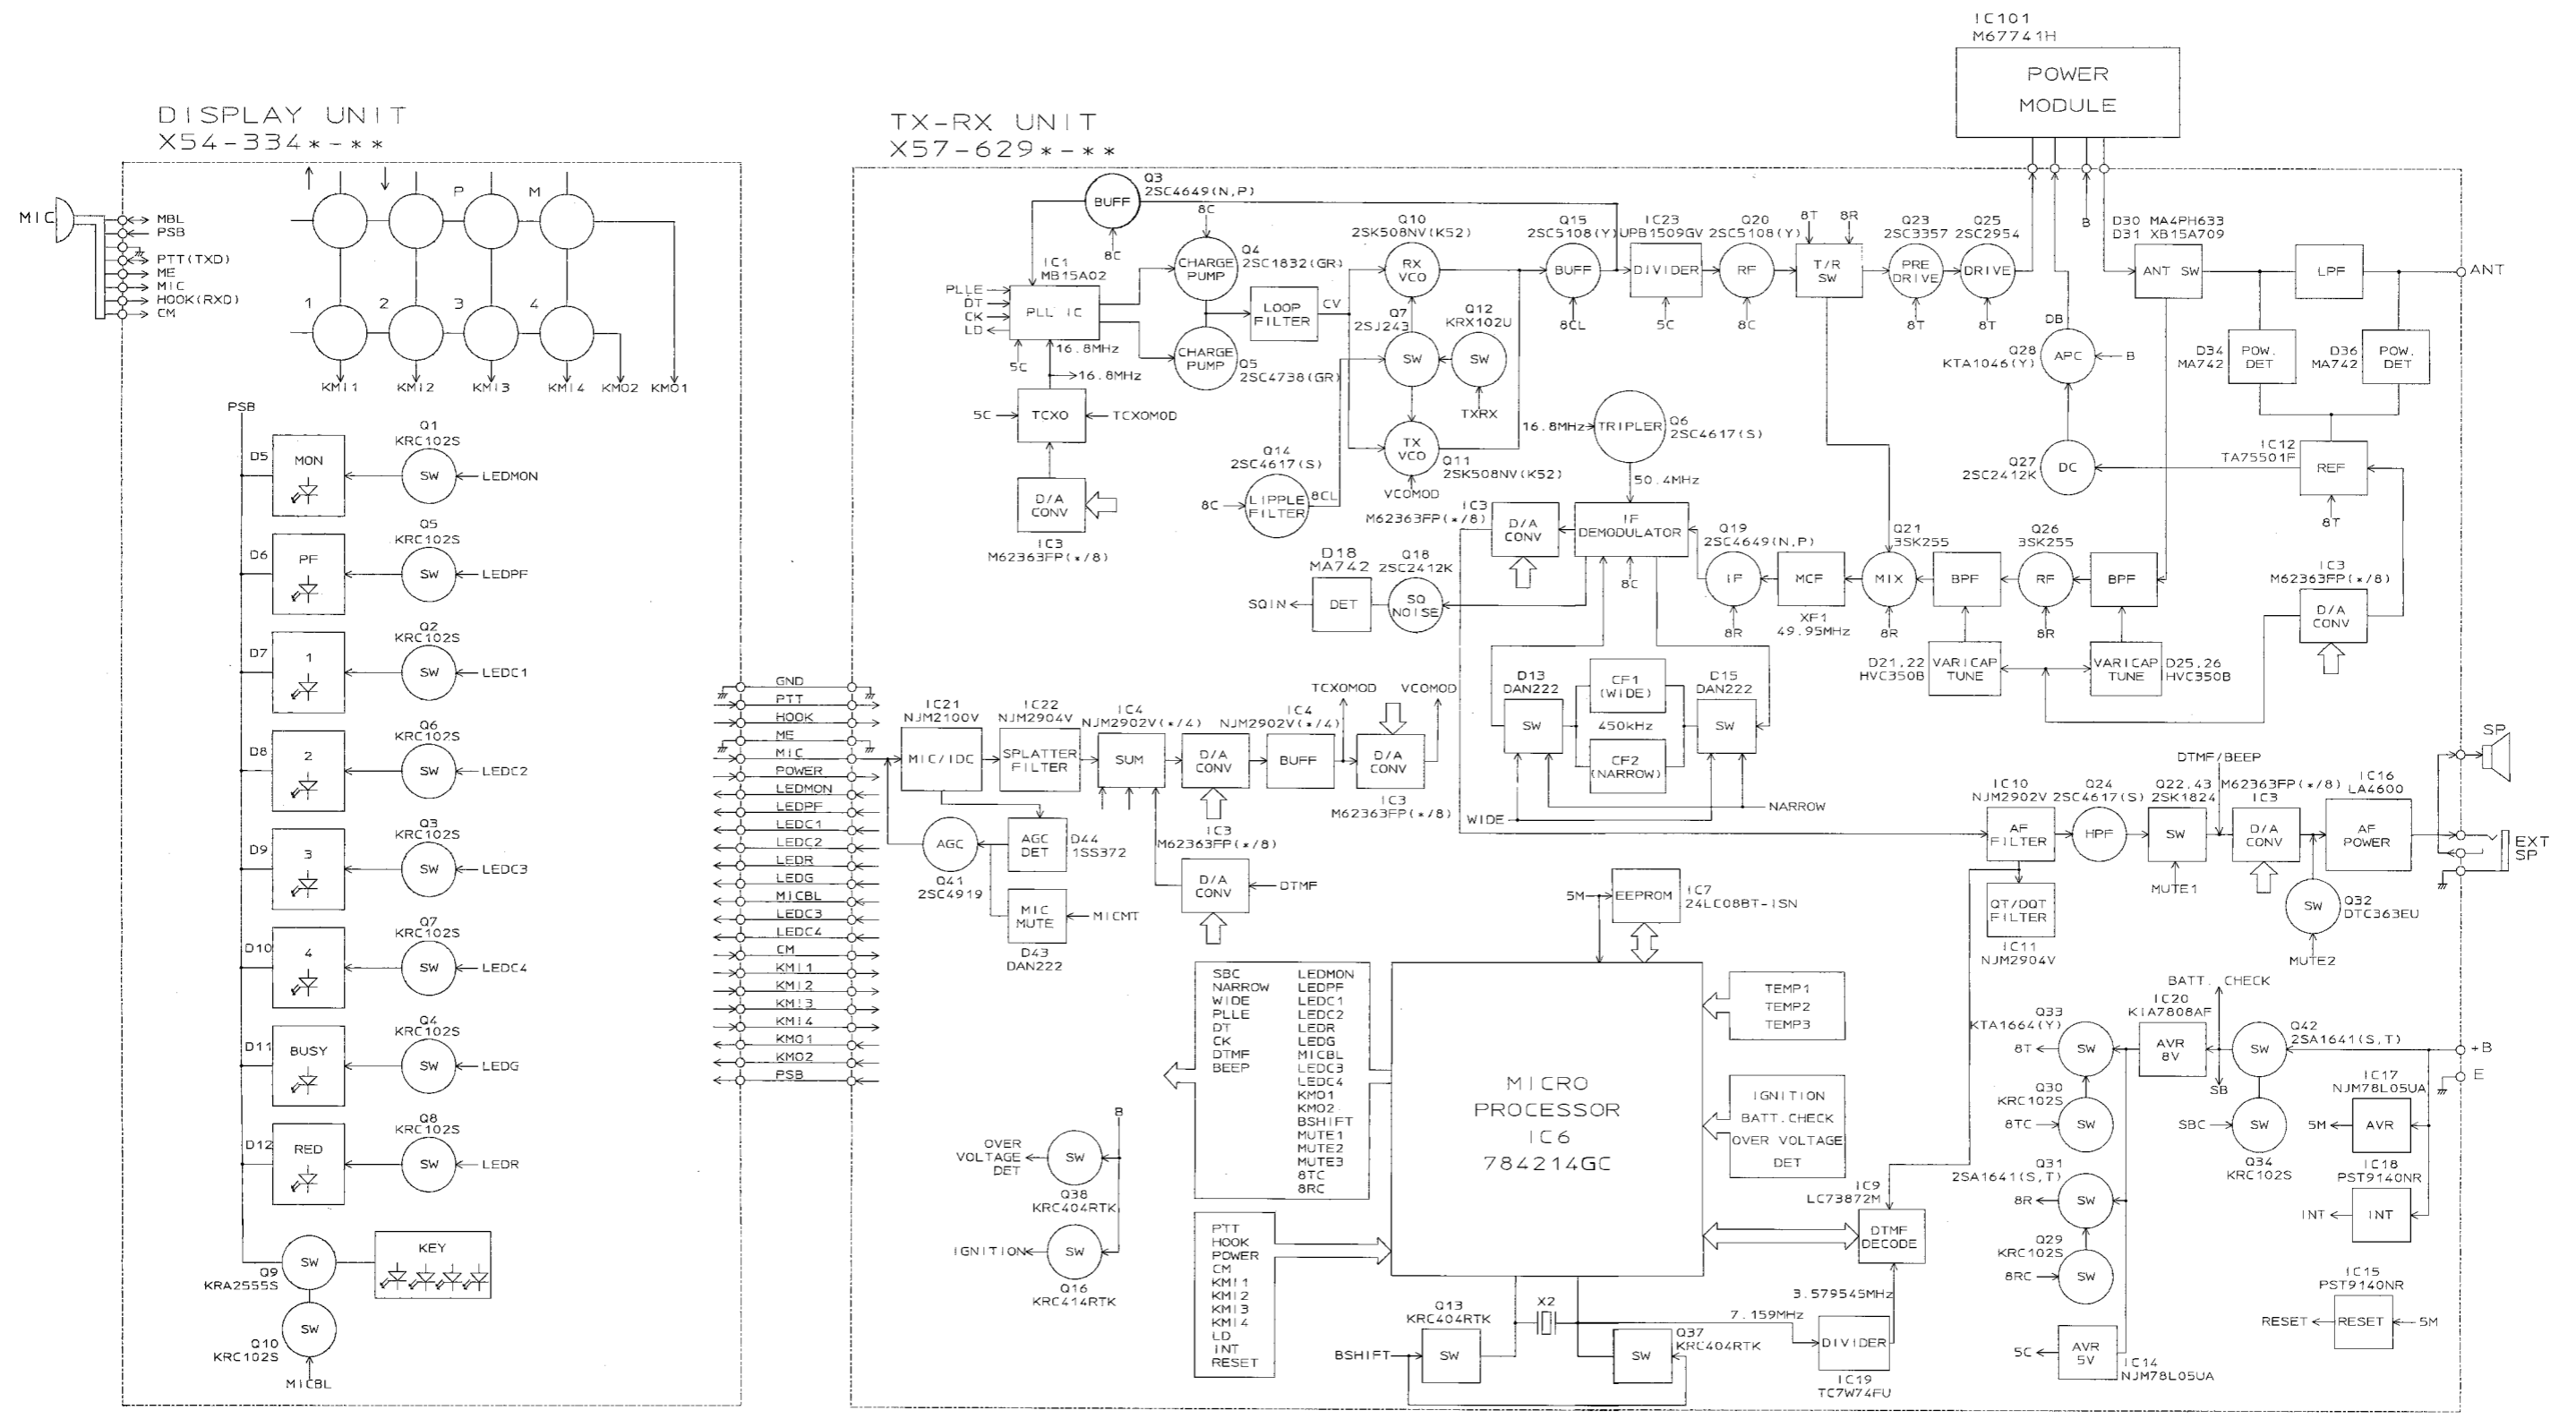 IC101
M67741H
POWER
MODULE
DISPLAY UNIT
X54-334*-**
TX-RX UNIT
X57-629*-**
MIC
MBL
PSB
PTT(TXD)
ME
MIC
HOOK(RXD)
CM
P
M
1
2
3
4
KMI1
KMI2
KMI3
KMI4
KMO2
KMO1
PSB
D5
MON
Q1
KRC102S
SW
LEDMON
D6
PF
Q5
KRC102S
SW
LEDPF
D7
1
Q2
KRC102S
SW
LEDC1
D8
2
Q6
KRC102S
SW
LEDC2
D9
3
Q3
KRC102S
SW
LEDC3
D10
4
Q7
KRC102S
SW
LEDC4
D11
BUSY
Q4
KRC102S
SW
LEDG
D12
RED
Q8
KRC102S
SW
LEDR
SW
Q9
KRA2555S
KEY
SW
Q10
KRC102S
MICBL
GND
PTT
HOOK
ME
MIC
POWER
LEDMON
LEDPF
LEDC1
LEDC2
LEDR
LEDG
MICBL
LEDC3
LEDC4
CM
KMI1
KMI2
KMI3
KMI4
KMO1
KMO2
PSB
Q3
2SC4649(N,P)
BUFF
8C
IC1
MB15A02
PLLE
DT
CK
LD
PLL IC
5C
16.8MHz
16.8MHz
5C
TCXO
TCXOMOD
D/A
CONV
IC3
M62363FP(*/8)
8C
Q4
2SC1832(GR)
CHARGE
PUMP
CHARGE
PUMP
Q5
2SC4738(GR)
LOOP
FILTER
CV
Q10
2SK508NV(K52)
RX
VCO
Q7
2SJ243
SW
Q12
KRX102U
SW
TXRX
TX
VCO
Q11
2SK508NV(K52)
VCOMOD
Q14
2SC4617(S)
8C
LIPPLE
FILTER
8CL
Q15
2SC5108(Y)
BUFF
8CL
IC23
UPB1509GV
DIVIDER
5C
Q20
2SC5108(Y)
RF
8C
8T
8R
T/R
SW
Q23
2SC3357
PRE
DRIVE
8T
Q25
2SC2954
DRIVE
8T
B
D30 MA4PH633
D31 XB15A709
ANT SW
LPF
ANT
DB
Q28
KTA1046(Y)
APC
B
D34
MA742
POW.
DET
D36
MA742
POW.
DET
Q27
2SC2412K
DC
IC12
TA75501F
REF
8T
16.8MHz
TRIPLER
Q6
2SC4617(S)
50.4MHz
IC3
M62363FP(*/8)
D/A
CONV
IF
DEMODULATOR
8C
Q19
2SC4649(N,P)
IF
8R
MCF
XF1
49.95MHz
Q21
3SK255
MIX
8R
BPF
Q26
3SK255
RF
8R
BPF
IC3
M62363FP(*/8)
D/A
CONV
D21,22
HVC350B
VARICAP
TUNE
VARICAP
TUNE
D25,26
HVC350B
D18
MA742
SQIN
DET
Q18
2SC2412K
SQ
NOISE
D13
DAN222
SW
CF1
(WIDE)
450kHz
CF2
(NARROW)
D15
DAN222
SW
WIDE
NARROW
IC21
NJM2100V
MIC/IDC
IC22
NJM2904V
SPLATTER
FILTER
IC4
NJM2902V(*/4)
SUM
D/A
CONV
IC3
M62363FP(*/8)
IC4
NJM2902V(*/4)
BUFF
TCXOMOD
VCOMOD
D/A
CONV
IC3
M62363FP(*/8)
AGC
Q41
2SC4919
AGC
DET
D44
1SS372
MIC
MUTE
MICMT
D43
DAN222
D/A
CONV
DTMF
SP
DTMF/BEEP
IC10
NJM2902V
AF
FILTER
Q24
2SC4617(S)
HPF
Q22,43
2SK1824
SW
MUTE1
M62363FP(*/8)
IC3
D/A
CONV
IC16
LA4600
AF
POWER
EXT
SP
SW
Q32
DTC363EU
MUTE2
QT/DQT
FILTER
IC11
NJM2904V
5M
EEPROM
IC7
24LC08BT-ISN
SBC
NARROW
WIDE
PLLE
DT
CK
DTMF
BEEP
LEDMON
LEDPF
LEDC1
LEDC2
LEDR
LEDG
MICBL
LEDC3
LEDC4
KMO1
KMO2
BSHIFT
MUTE1
MUTE2
MUTE3
8TC
8RC
MICRO
PROCESSOR
IC6
784214GC
TEMP1
TEMP2
TEMP3
IGNITION
BATT.CHECK
OVER VOLTAGE
DET
PTT
HOOK
POWER
CM
KMI1
KMI2
KMI3
KMI4
LD
INT
RESET
B
OVER
VOLTAGE
DET
SW
Q38
KRC404RTK
IGNITION
SW
Q16
KRC414RTK
IC9
LC73872M
DTMF
DECODE
3.579545MHz
7.159MHz
DIVIDER
IC19
TC7W74FU
BSHIFT
Q13
KRC404RTK
SW
X2
SW
Q37
KRC404RTK
BATT. CHECK
Q33
KTA1664(Y)
8T
SW
IC20
KIA7808AF
AVR
8V
SB
SW
Q42
2SA1641(S,T)
+B
E
Q30
KRC102S
8TC
SW
SBC
SW
Q34
KRC102S
IC17
NJM78L05UA
5M
AVR
IC18
PST9140NR
INT
INT
Q31
2SA1641(S,T)
8R
SW
Q29
KRC102S
8RC
SW
5C
AVR
5V
IC14
NJM78L05UA
IC15
PST9140NR
RESET
RESET
5M